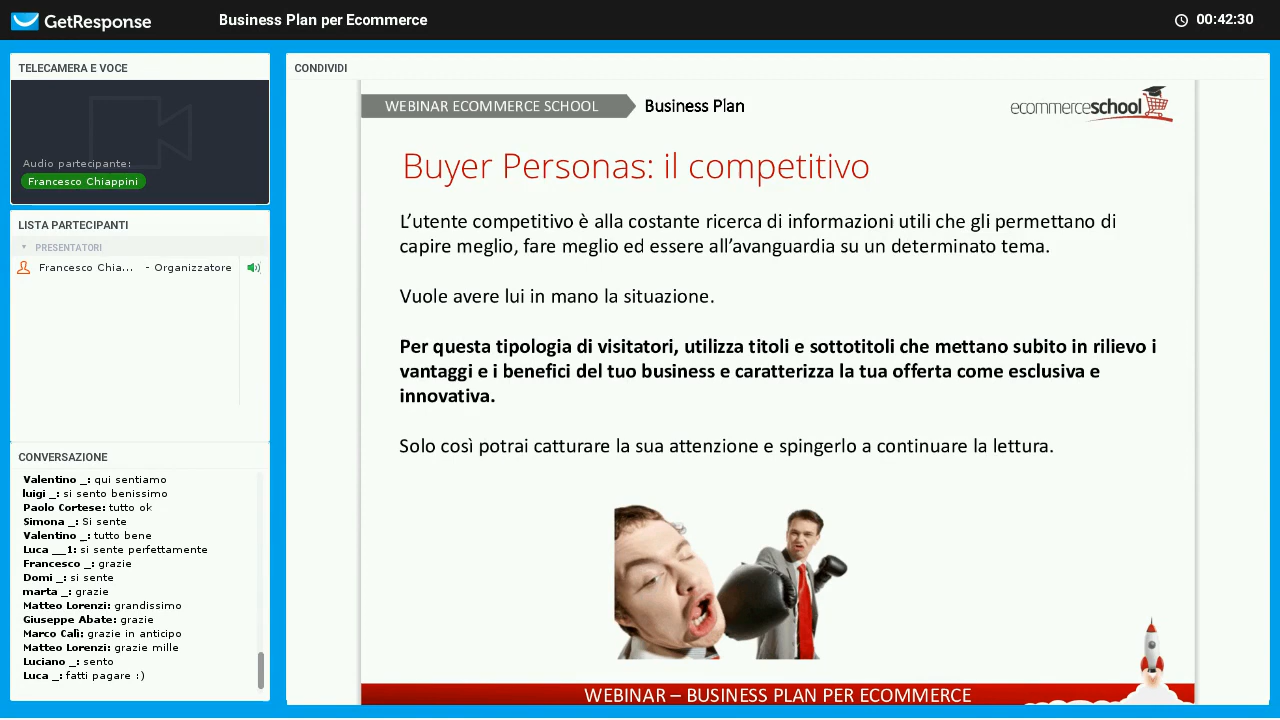 GetResponse
Business Plan per Ecommerce
00:42:30
TELECAMERA E VOCE
Audio partecipante:
Francesco Chiappini
LISTA PARTECIPANTI
PRESENTATORI
Francesco Chia... - Organizzatore
CONVERSAZIONE
Valentino _: qui sentiamo
luigi _: si sento benissimo
Paolo Cortese: tutto ok
Simona _: Si sente
Valentino _: tutto bene
Luca __1: si sente perfettamente
Francesco _: grazie
Domi _: si sente
marta _: grazie
Matteo Lorenzi: grandissimo
Giuseppe Abate: grazie
Marco Calì: grazie in anticipo
Matteo Lorenzi: grazie mille
Luciano _: sento
Luca _: fatti pagare :)
CONDIVIDI
WEBINAR ECOMMERCE SCHOOL
Business Plan
ecommerceschool
Buyer Personas: il competitivo
L’utente competitivo è alla costante ricerca di informazioni utili che gli permettano di
capire meglio, fare meglio ed essere all’avanguardia su un determinato tema.
Vuole avere lui in mano la situazione.
Per questa tipologia di visitatori, utilizza titoli e sottotitoli che mettano subito in rilievo i
vantaggi e i benefici del tuo business e caratterizza la tua offerta come esclusiva e
innovativa.
Solo così potrai catturare la sua attenzione e spingerlo a continuare la lettura.
WEBINAR – BUSINESS PLAN PER ECOMMERCE